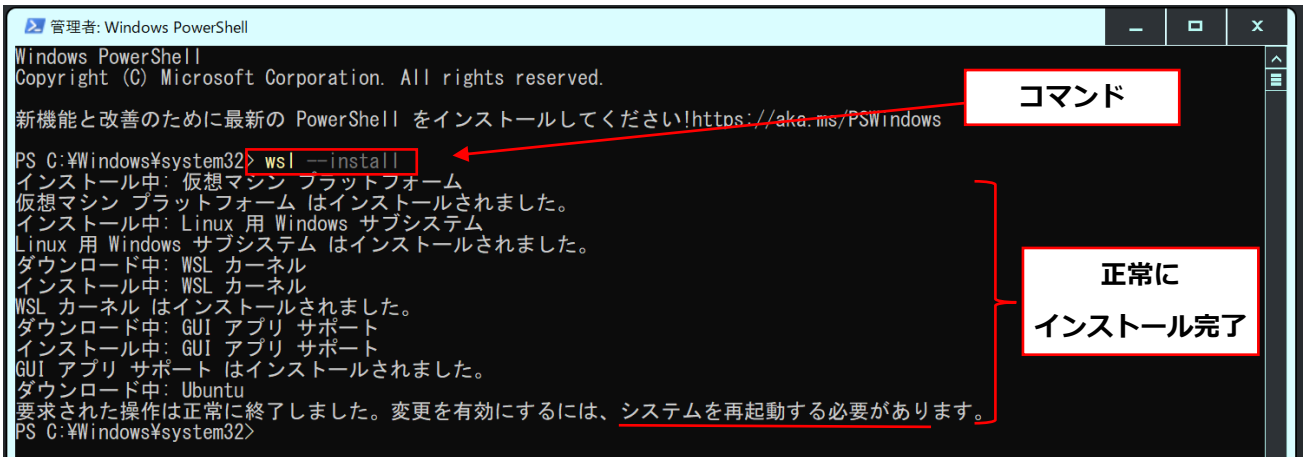 管理者: Windows PowerShell
Windows PowerShell
Copyright (C) Microsoft Corporation. All rights reserved.
コマンド
新機能と改善のために最新の PowerShell をインストールしてください!https://aka.ms/PSWindows
PS C:¥Windows¥system32> wsl --install
インストール中: 仮想マシン プラットフォーム
仮想マシン プラットフォーム はインストールされました。
インストール中: Linux 用 Windows サブシステム
Linux 用 Windows サブシステム はインストールされました。
ダウンロード中: WSL カーネル
インストール中: WSL カーネル
WSL カーネル はインストールされました。
ダウンロード中: GUI アプリ サポート
インストール中: GUI アプリ サポート
GUI アプリ サポート はインストールされました。
ダウンロード中: Ubuntu
要求された操作は正常に終了しました。変更を有効にするには、システムを再起動する必要があります。
PS C:¥Windows¥system32>
正常に
インストール完了